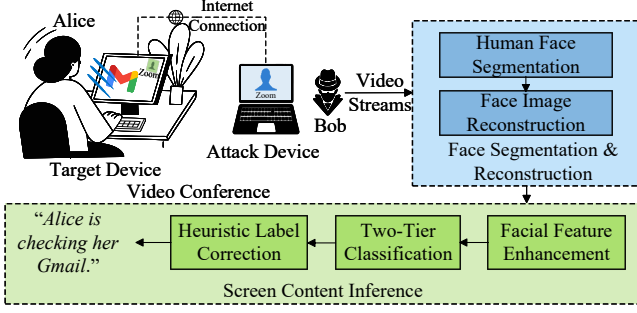 Alice
Internet
Connection
Zoom
Zoom
Target Device
Attack Device
Bob
Video
Streams
Video Conference
Human Face
Segmentation
Face Image
Reconstruction
Face Segmentation &
Reconstruction
Facial Feature
Enhancement
Two-Tier
Classification
Heuristic Label
Correction
“Alice is
checking her
Gmail.”
Screen Content Inference